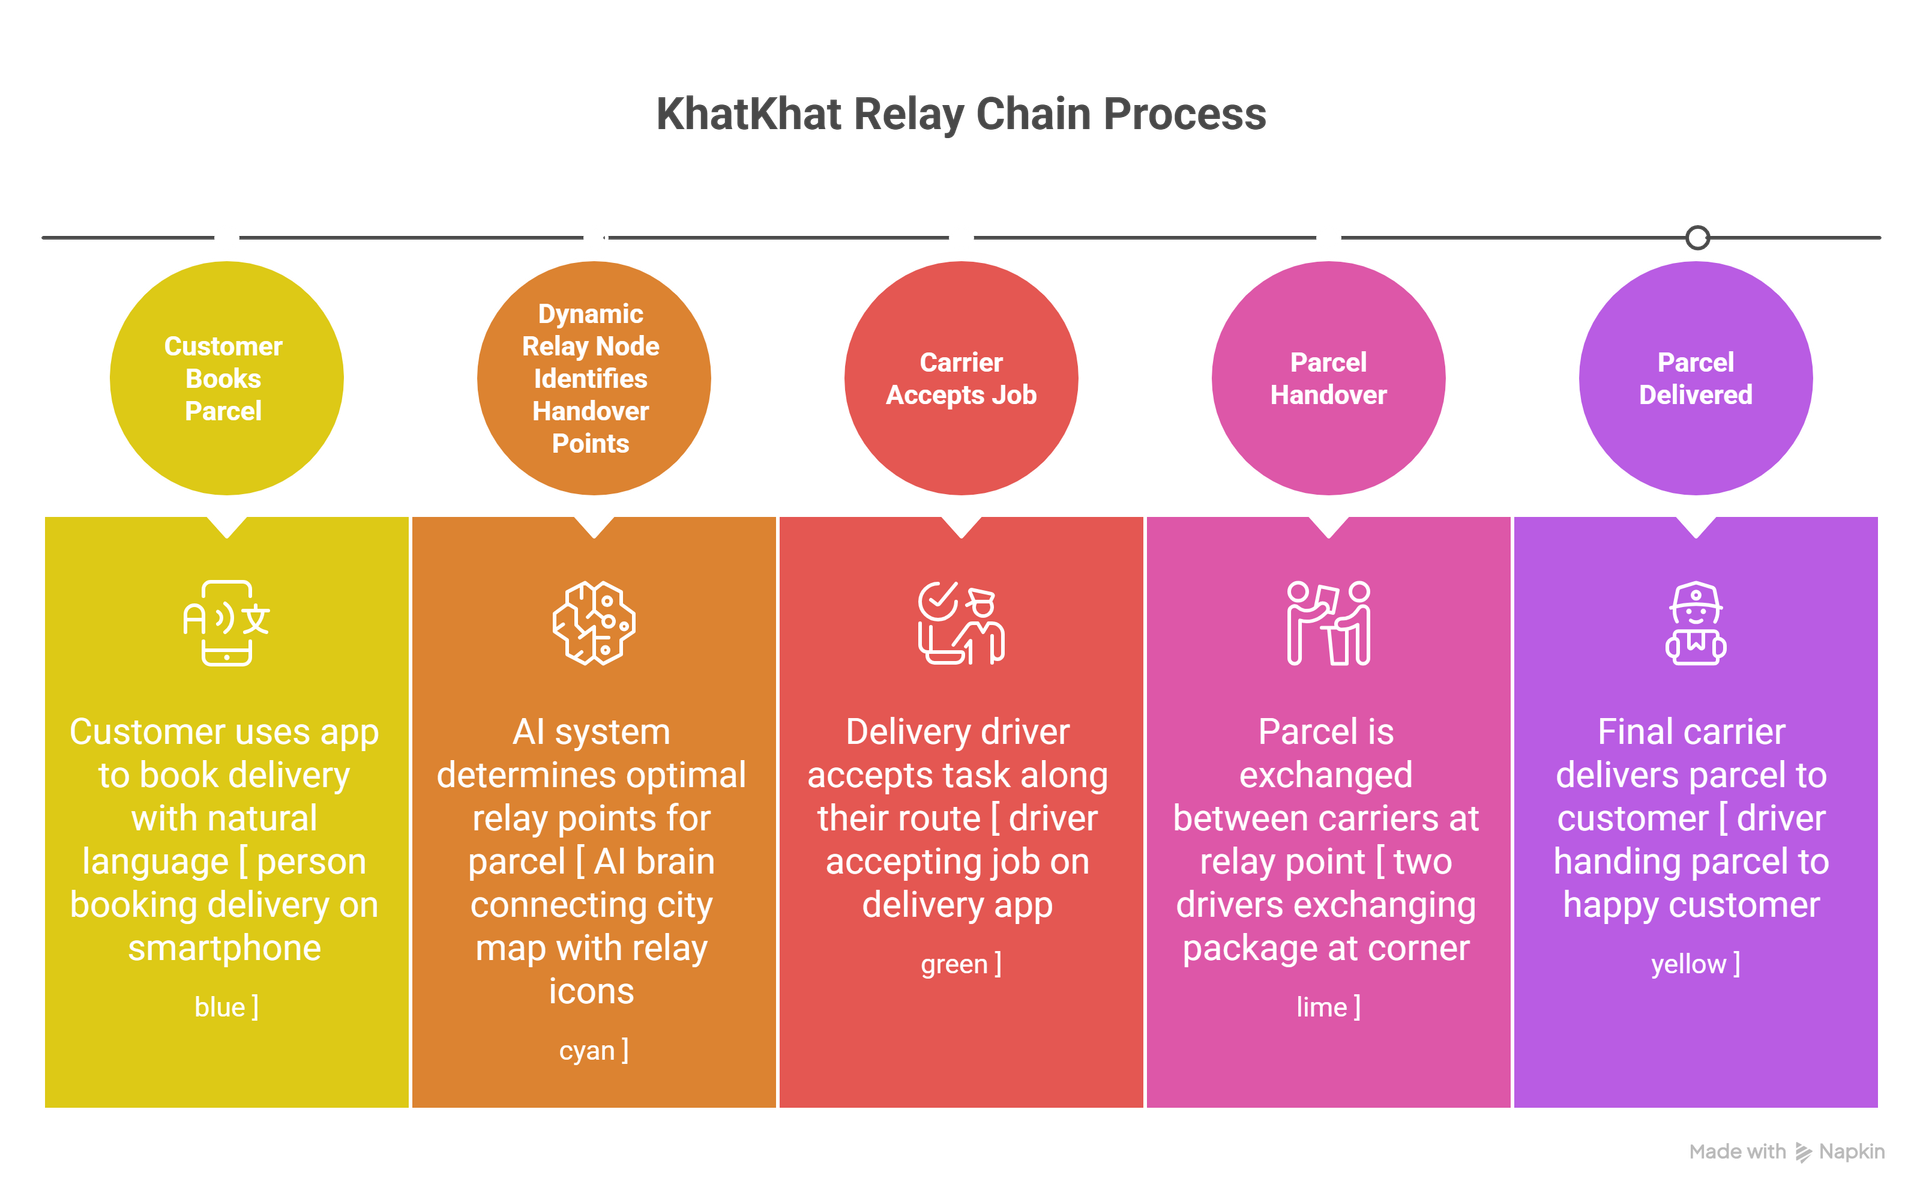 KhatKhat Relay Chain Process
Customer
Books
Parcel
Dynamic
Relay Node
Identifies
Handover
Points
Carrier
Accepts Job
Parcel
Handover
Parcel
Delivered
A 文
Customer uses app
to book delivery
with natural
language [ person
booking delivery on
smartphone
blue ]
AI system
determines optimal
relay points for
parcel [ AI brain
connecting city
map with relay
icons
cyan ]
Delivery driver
accepts task along
their route [ driver
accepting job on
delivery app
green ]
Parcel is
exchanged
between carriers at
relay point [ two
drivers exchanging
package at corner
lime ]
Final carrier
delivers parcel to
customer [ driver
handing parcel to
happy customer
yellow ]
Made with Napkin